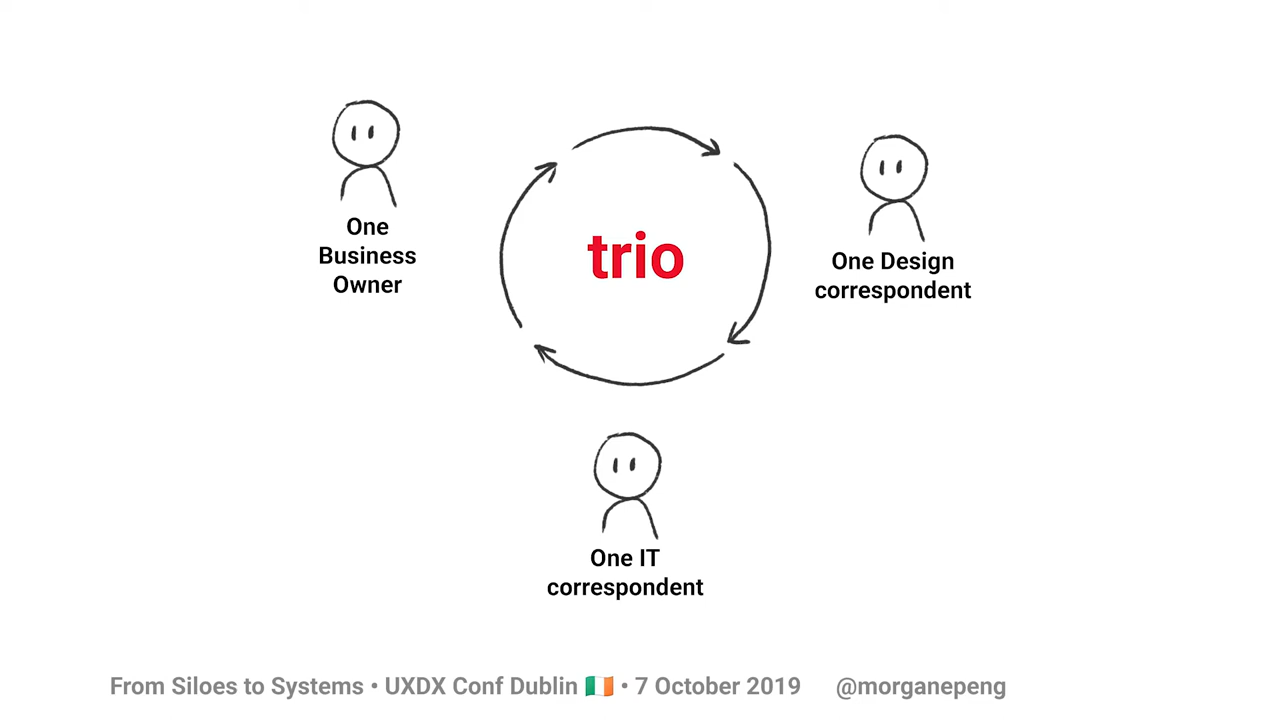 One
Business
Owner
trio
One Design
correspondent
One IT
correspondent
From Siloes to Systems • UXDX Conf Dublin 🇮🇪 • 7 October 2019 @morganepeng